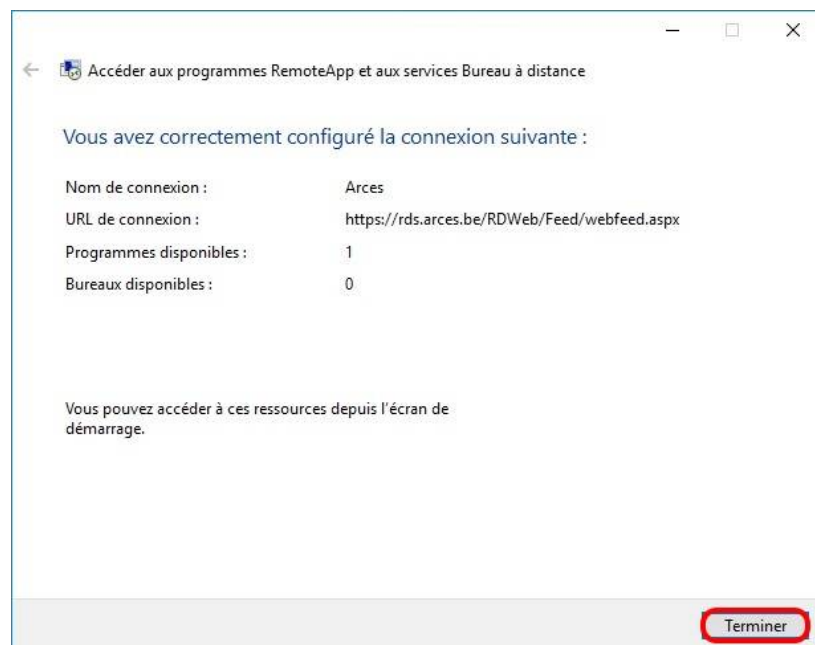 Accéder aux programmes RemoteApp et aux services Bureau à distance
Vous avez correctement configuré la connexion suivante :
Nom de connexion : Arces
URL de connexion : https://rds.arces.be/RDWeb/Feed/webfeed.aspx
Programmes disponibles : 1
Bureaux disponibles : 0
Vous pouvez accéder à ces ressources depuis l'écran de
démarrage.
Terminer